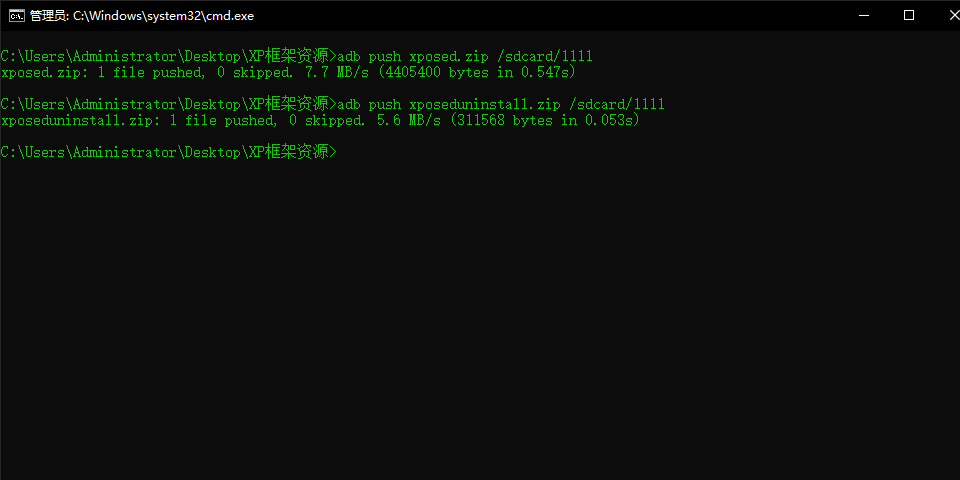 管理员: C:\Windows\system32\cmd.exe
C:\Users\Administrator\Desktop\XP框架资源>adb push xposed.zip /sdcard/1111
xposed.zip: 1 file pushed, 0 skipped. 7.7 MB/s (4405400 bytes in 0.547s)
C:\Users\Administrator\Desktop\XP框架资源>adb push xposeduninstall.zip /sdcard/1111
xposeduninstall.zip: 1 file pushed, 0 skipped. 5.6 MB/s (311568 bytes in 0.053s)
C:\Users\Administrator\Desktop\XP框架资源>